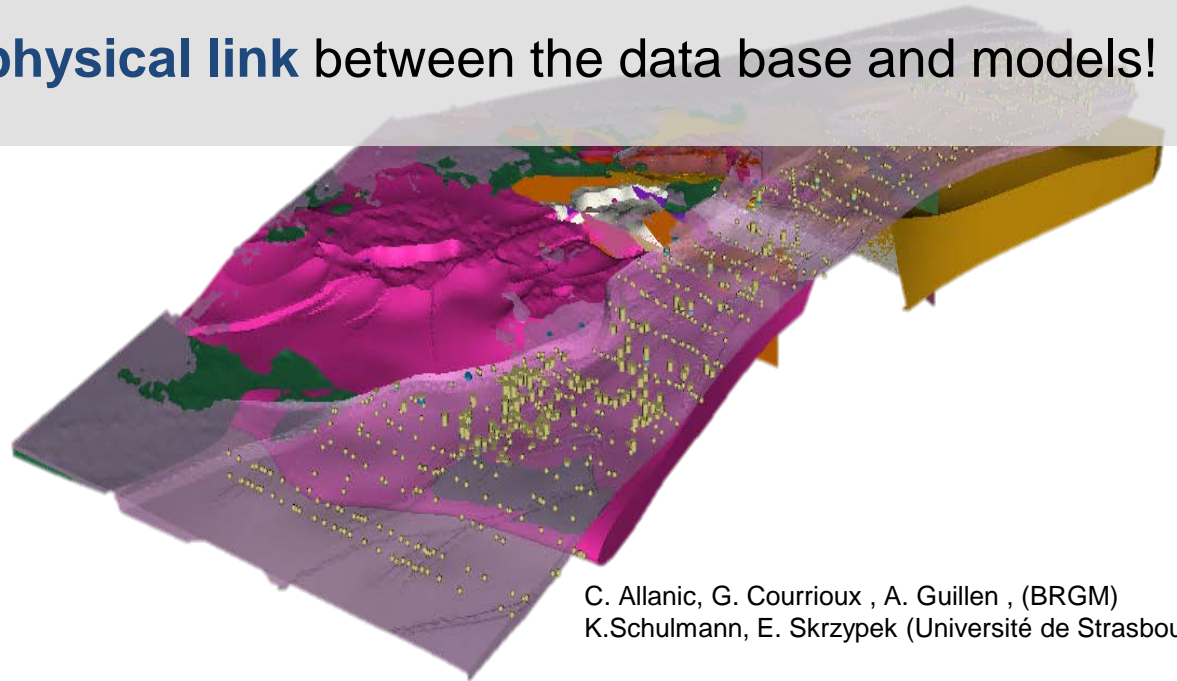 physical link between the data base and models!
C. Allanic, G. Courrioux , A. Guillen , (BRGM)
K.Schulmann, E. Skrzypek (Université de Strasbou